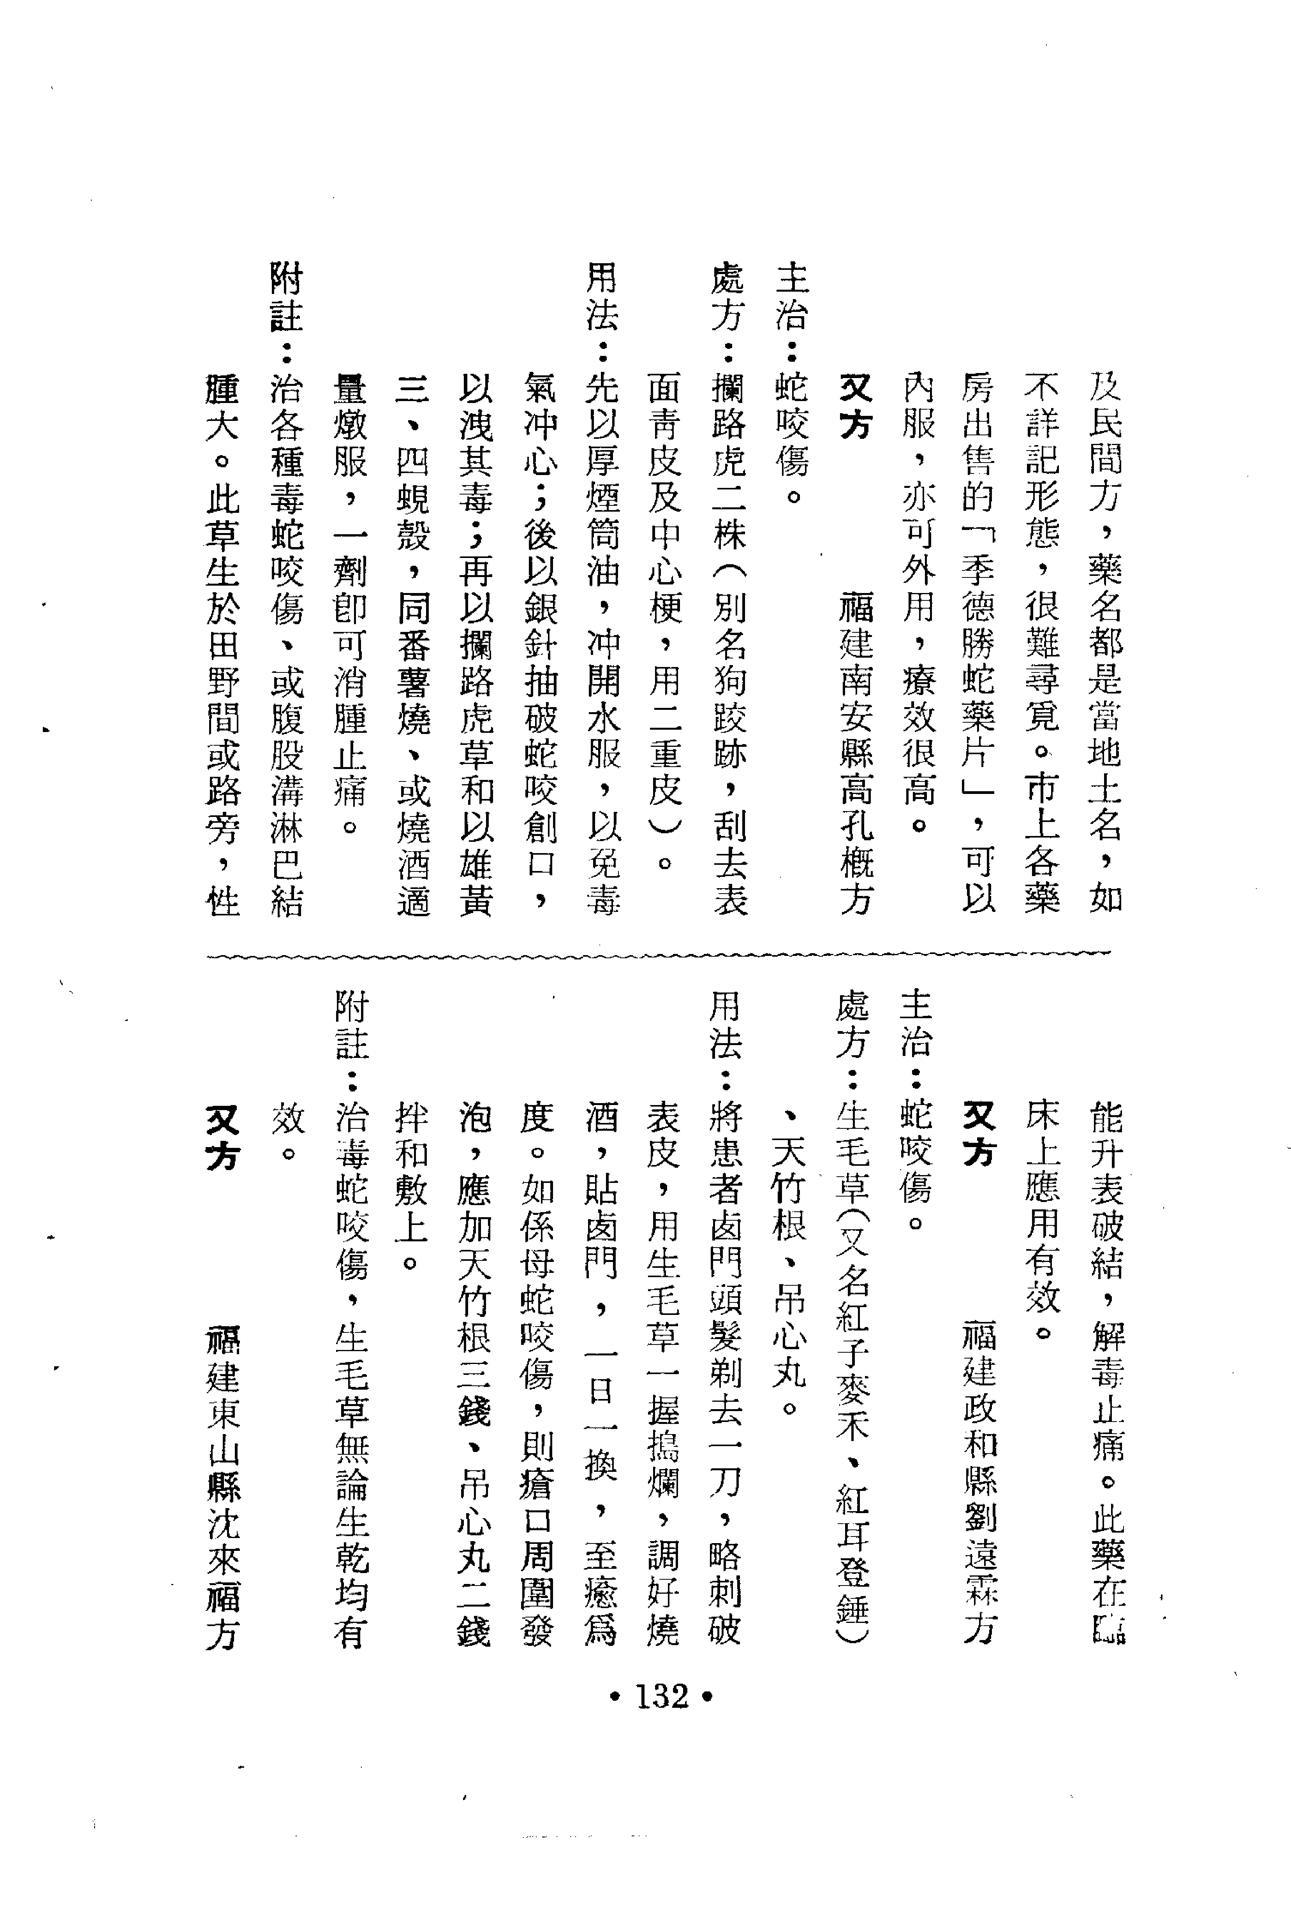 及民間方，藥名都是當地土名，如
不詳記形態，很難尋覓。市上各藥
房出售的「季德勝蛇藥片」，可以
內服，亦可外用，療效很高。
又方　福建南安縣高孔概方
主治：蛇咬傷。
處方：攔路虎二株（別名狗跤跡，刮去表
面靑皮及中心梗，用二重皮）。
用法：先以厚煙筒油，冲開水服，以免毒
氣冲心；後以銀針抽破蛇咬創口，
以洩其毒；再以攔路虎草和以雄黃
三、四蜆殼，同番薯燒、或燒酒適
量燉服，一劑卽可消腫止痛。
附註：治各種毒蛇咬傷、或腹股溝淋巴結
腫大。此草生於田野間或路旁，性
能升表破結，解毒止痛。此藥在臨
床上應用有效。
又方　福建政和縣劉遠霖方
主治：蛇咬傷。
處方：生毛草（又名紅子麥禾、紅耳登錘）
、天竹根、吊心丸。
用法：將患者鹵門頭髮剃去一刀，略刺破
表皮，用生毛草一握搗爛，調好燒
酒，貼鹵門，一日一換，至癒爲
度。如係母蛇咬傷，則瘡口周圍發
泡，應加天竹根三錢、吊心丸二錢
拌和敷上。
附註：治毒蛇咬傷，生毛草無論生乾均有
效。
又方　福建東山縣沈來福方
•132•